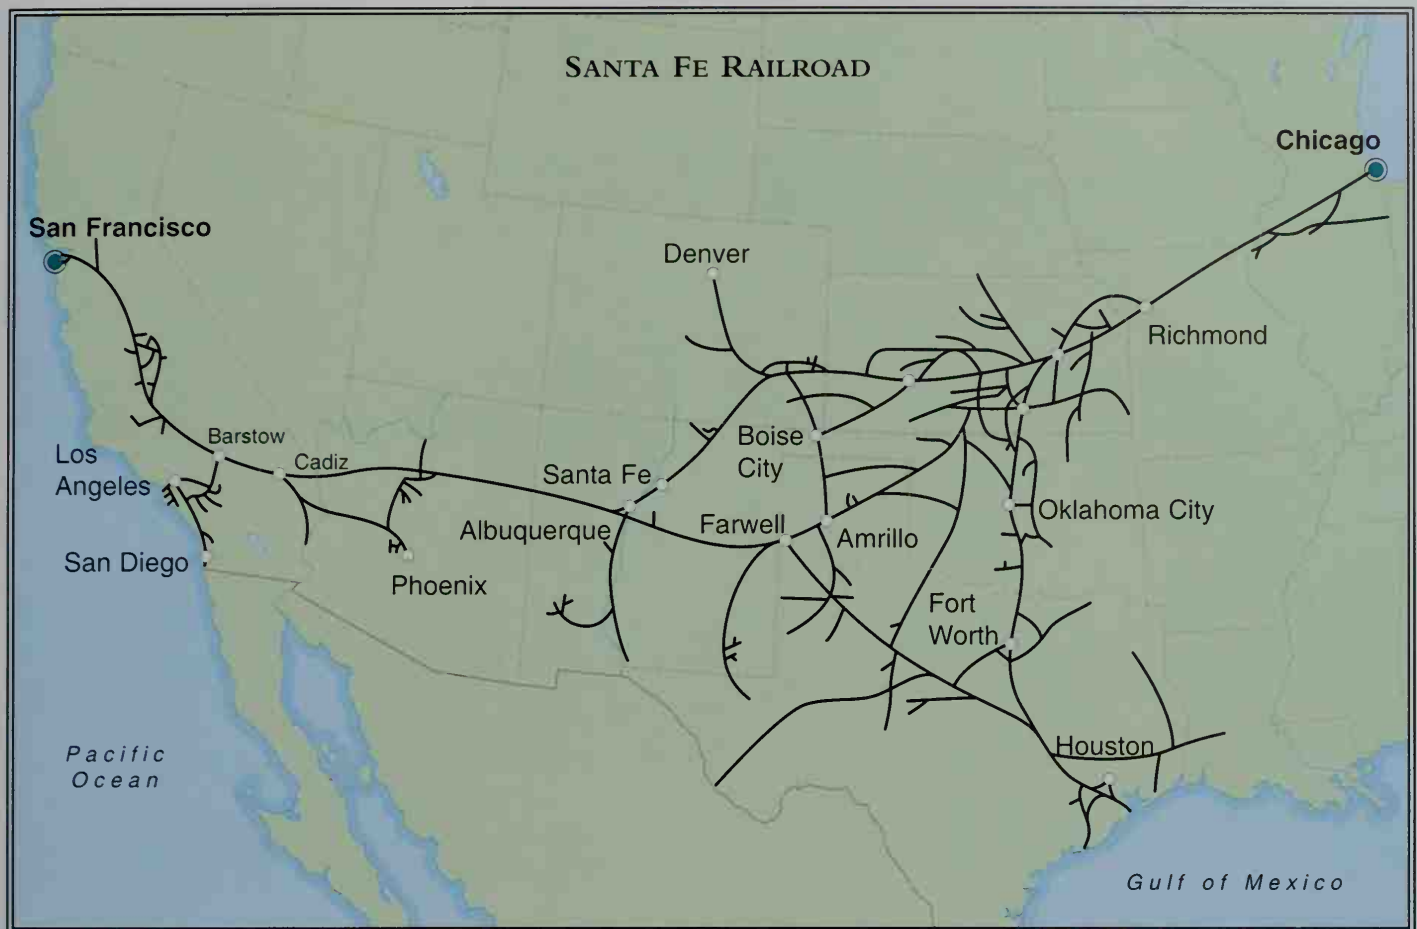 SANTA FE RAILROAD
Chicago
San Francisco
Denver
Richmond
Barstow
Los
Angeles
Cadiz
Boise
City
Santa Fe
Albuquerque
Farwell
Amrillo
Oklahoma City
San Diego
Phoenix
Fort
Worth
Houston
Pacific
Ocean
Gulf of Mexico